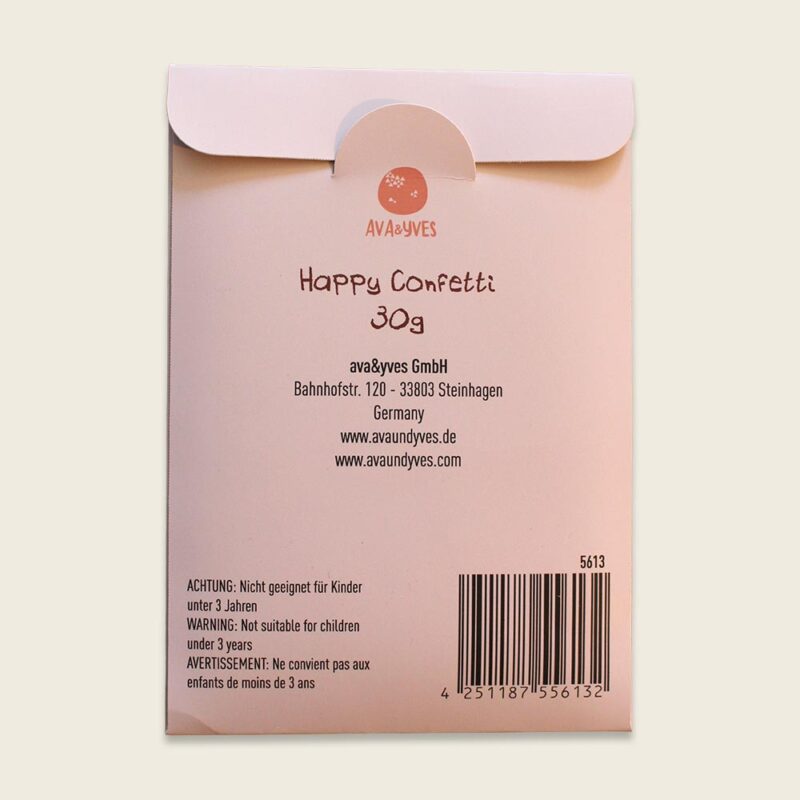 AVA&YVES
Happy Confetti
30g
ava&yves GmbH
Bahnhofstr. 120 - 33803 Steinhagen
Germany
www.avaundyves.de
www.avaundyves.com
5613
ACHTUNG: Nicht geeignet für Kinder
unter 3 Jahren
WARNING: Not suitable for children
under 3 years
AVERTISSEMENT: Ne convient pas aux
enfants de moins de 3 ans
4 251187 556132